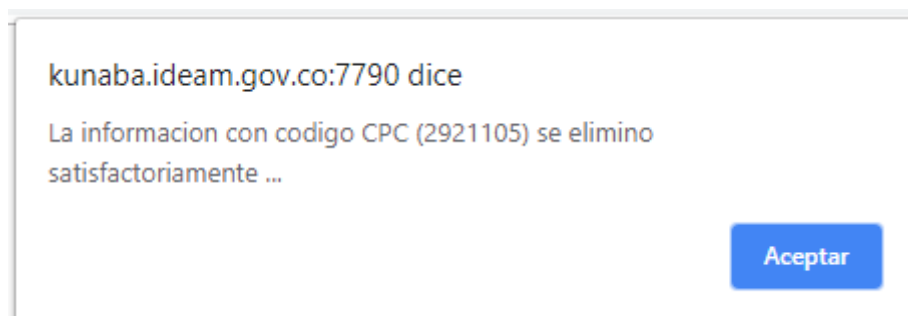 kunaba.ideam.gov.co:7790 dice
La informacion con codigo CPC (2921105) se elimino
satisfactoriamente ...
Aceptar